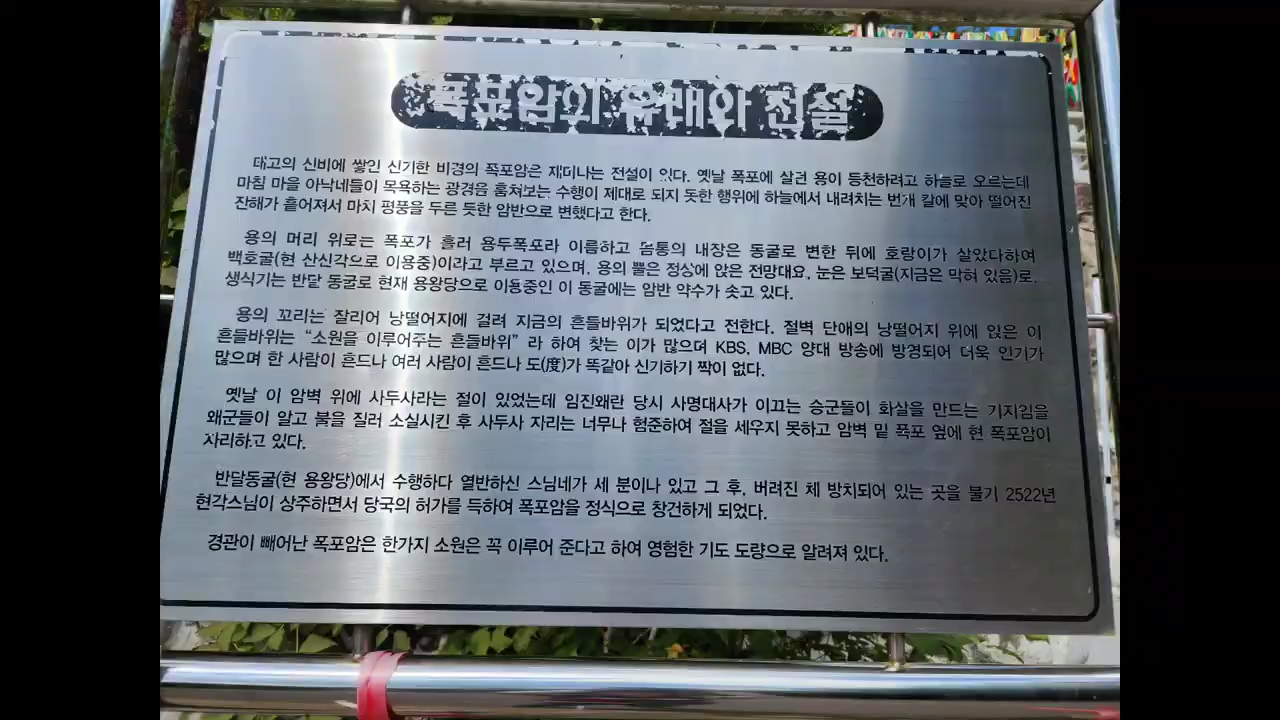 폭포암의 유래와 전설
태고의 신비에 쌓인 신기한 비경의 폭포암은 재미나는 전설이 있다. 옛날 폭포에 살던 용이 등천하려고 하늘로 오르는데
마침 마을 아낙네들이 목욕하는 광경을 훔쳐보는 수행이 제대로 되지 못한 행위에 하늘에서 내려치는 번개 칼에 맞아 떨어진
잔해가 흩어져서 마치 평풍을 두른 듯한 암반으로 변했다고 한다.
용의 머리 위로는 폭포가 흘러 용두폭포라 이름하고 몸통의 내장은 동굴로 변한 뒤에 호랑이가 살았다하여
백호굴(현 산신각으로 이용중)이라고 부르고 있으며, 용의 뿔은 정상에 앉은 전망대요, 눈은 보덕굴(지금은 막혀 있음)로,
생식기는 반달 동굴로 현재 용왕당으로 이용중인 이 동굴에는 암반 약수가 솟고 있다.
용의 꼬리는 잘리어 낭떨어지에 걸려 지금의 흔들바위가 되었다고 전한다. 절벽 단애의 낭떨어지 위에 앉은 이
흔들바위는 “소원을 이루어주는 흔들바위” 라 하여 찾는 이가 많으며 KBS, MBC 양대 방송에 방영되어 더욱 인기가
많으며 한 사람이 흔드나 여러 사람이 흔드나 도(度)가 똑같아 신기하기 짝이 없다.
옛날 이 암벽 위에 사두사라는 절이 있었는데 임진왜란 당시 사명대사가 이끄는 승군들이 화살을 만드는 기지임을
왜군들이 알고 불을 질러 소실시킨 후 사두사 자리는 너무나 험준하여 절을 세우지 못하고 암벽 밑 폭포 옆에 현 폭포암이
자리하고 있다.
반달동굴(현 용왕당)에서 수행하다 열반하신 스님네가 세 분이나 있고 그 후, 버려진 체 방치되어 있는 곳을 불기 2522년
현각스님이 상주하면서 당국의 허가를 득하여 폭포암을 정식으로 창건하게 되었다.
경관이 빼어난 폭포암은 한가지 소원은 꼭 이루어 준다고 하여 영험한 기도 도량으로 알려져 있다.